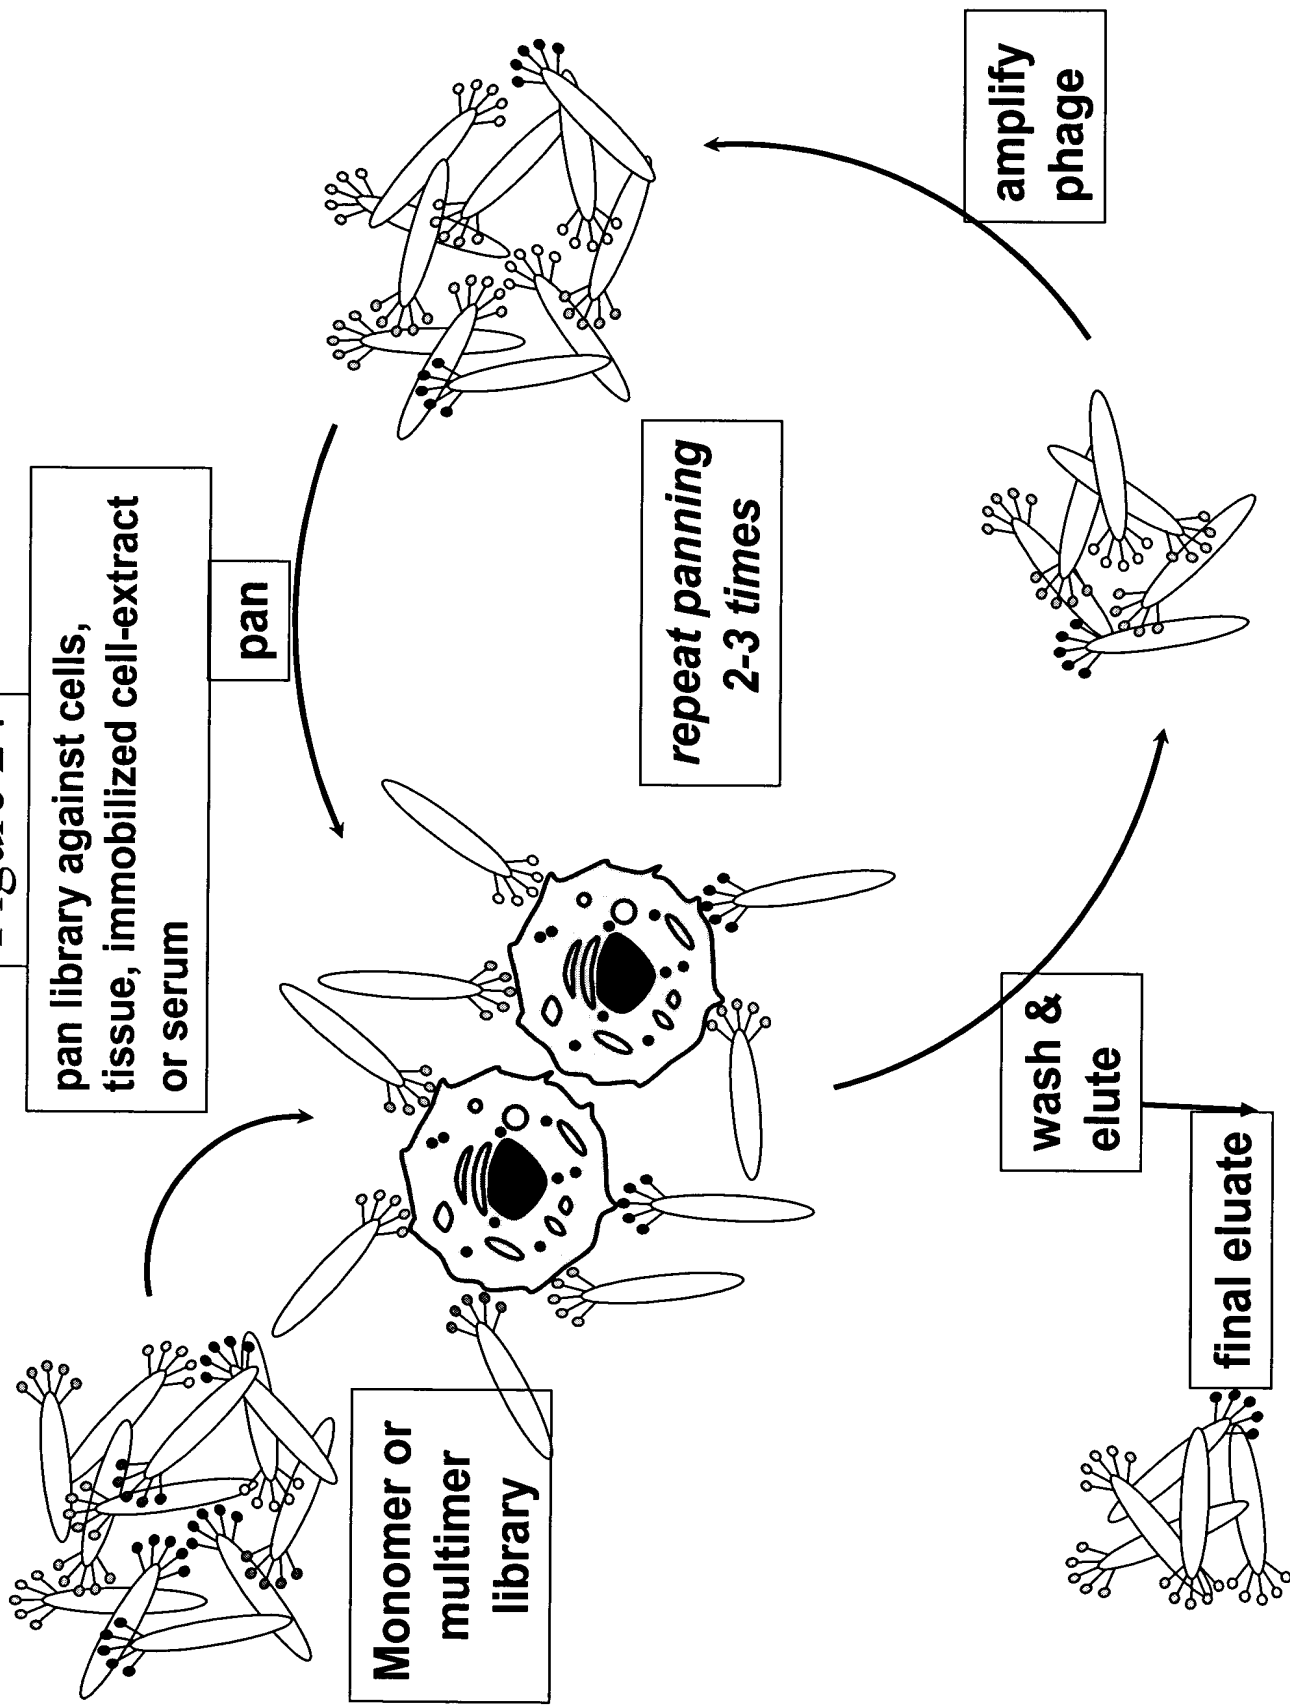 Figure
pan library against cells,
tissue, immobilized cell-extract
or serum
pan
Monomer or
multimer
library
repeat panning
2-3 times
amplify
phage
wash &
elute
final eluate